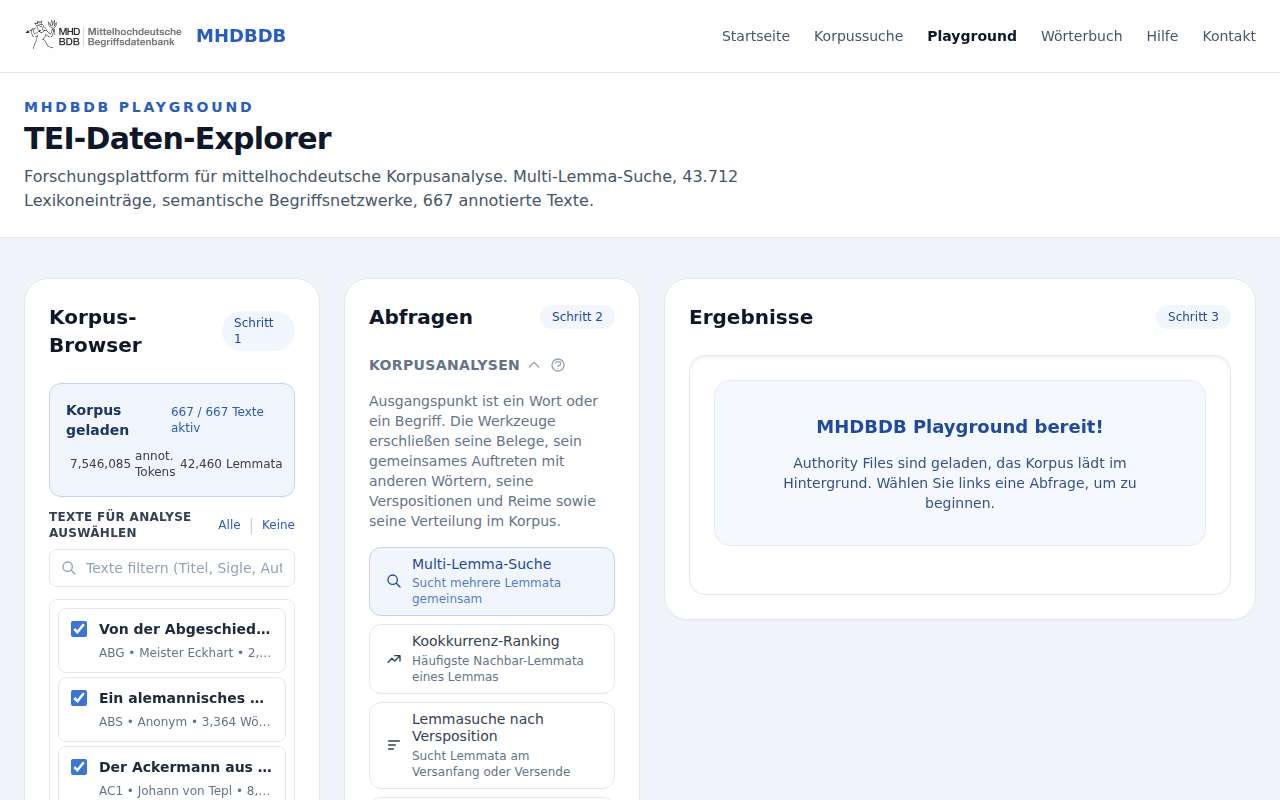 MHD BDB Mittelhochdeutsche Begriffsdatenbank
MHDBDB
Startseite
Korpussuche
Playground
Wörterbuch
Hilfe
Kontakt
MHDBDB PLAYGROUND
TEI-Daten-Explorer
Forschungsplattform für mittelhochdeutsche Korpusanalyse. Multi-Lemma-Suche, 43.712
Lexikoneinträge, semantische Begriffsnetzwerke, 667 annotierte Texte.
Korpus-
Browser
Schritt
1
Korpus
geladen
667 / 667 Texte
aktiv
7,546,085 annot.
Tokens
42,460 Lemmata
TEXTE FÜR ANALYSE
AUSWÄHLEN
Alle
Keine
Texte filtern (Titel, Sigle, Aut
Von der Abgeschied…
ABG • Meister Eckhart • 2,…
Ein alemannisches …
ABS • Anonym • 3,364 Wö…
Der Ackermann aus …
AC1 • Johann von Tepl • 8,…
Abfragen
Schritt 2
KORPUSANALYSEN
Ausgangspunkt ist ein Wort oder
ein Begriff. Die Werkzeuge
erschließen seine Belege, sein
gemeinsames Auftreten mit
anderen Wörtern, seine
Verspositionen und Reime sowie
seine Verteilung im Korpus.
Multi-Lemma-Suche
Sucht mehrere Lemmata
gemeinsam
Kookkurrenz-Ranking
Häufigste Nachbar-Lemmata
eines Lemmas
Lemmasuche nach
Versposition
Sucht Lemmata am
Versanfang oder Versende
Ergebnisse
Schritt 3
MHDBDB Playground bereit!
Authority Files sind geladen, das Korpus lädt im
Hintergrund. Wählen Sie links eine Abfrage, um zu
beginnen.